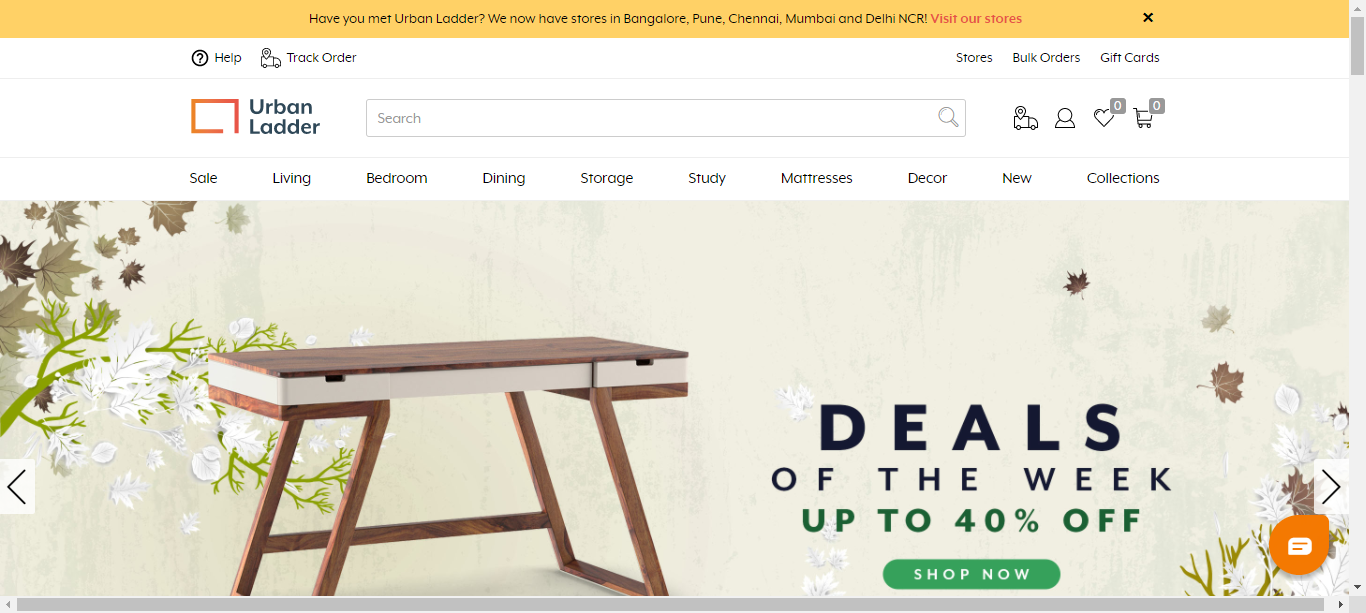 Have you met Urban Ladder? We now have stores in Bangalore, Pune, Chennai, Mumbai and Delhi NCR! Visit our stores
Help Track Order Stores Bulk Orders Gift Cards
Urban
Ladder
Search
0 0
Sale Living Bedroom Dining Storage Study Mattresses Decor New Collections
DEALS
OF THE WEEK
UP TO 40% OFF
SHOP NOW